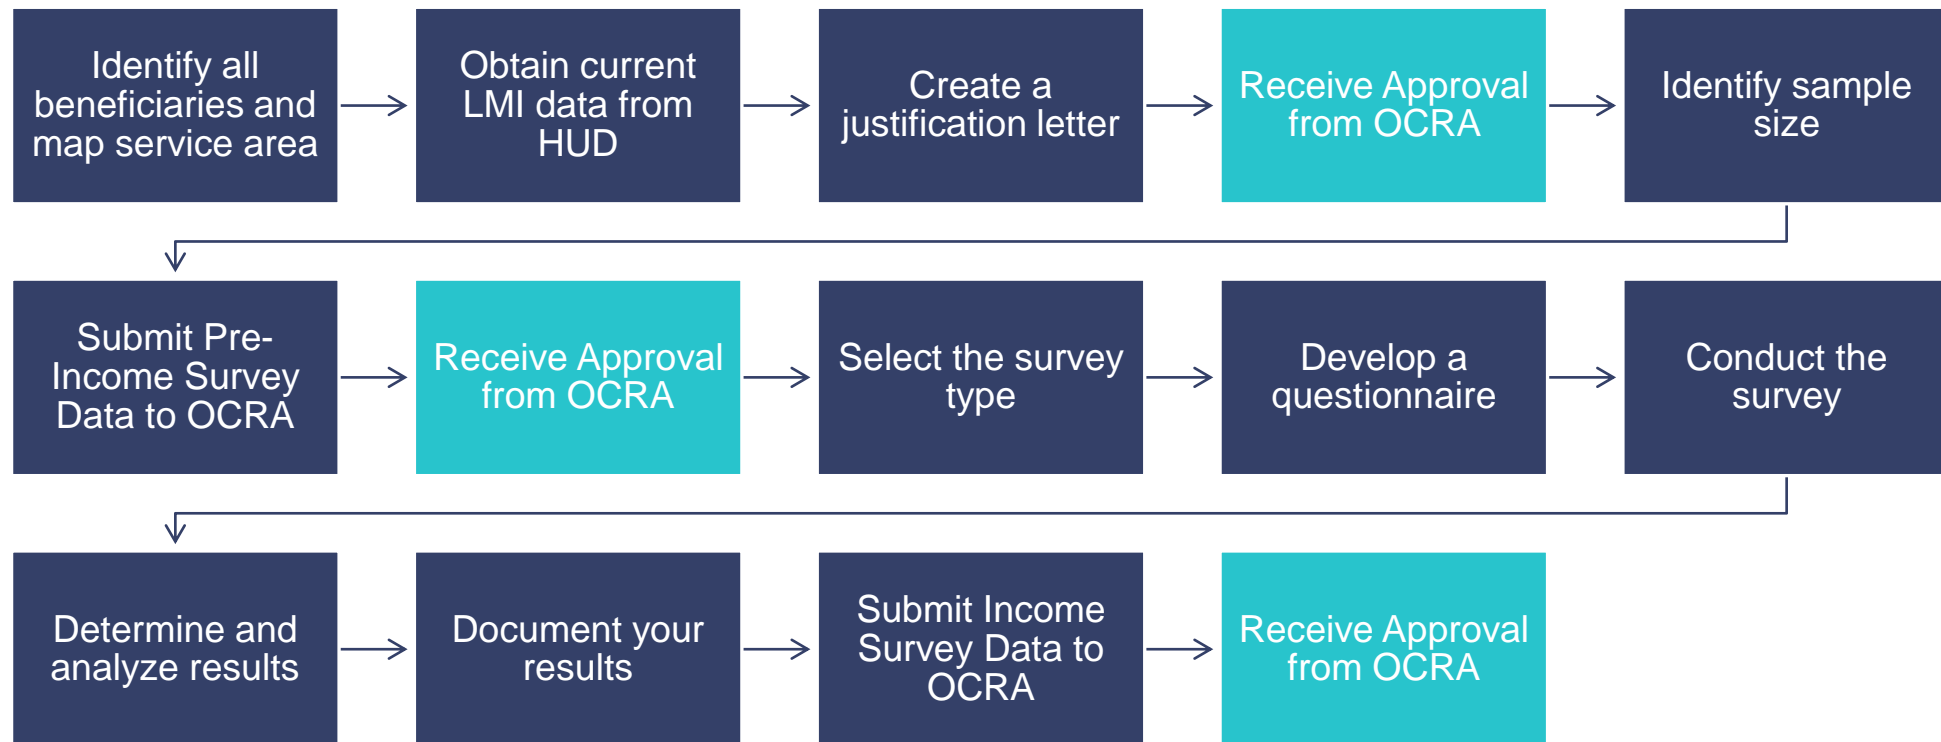 Identify all
beneficiaries and
map service area
Obtain current
LMI data from
HUD
Create a
justification letter
Receive Approval
from OCRA
Identify sample
size
Submit Pre-
Income Survey
Data to OCRA
Receive Approval
from OCRA
Select the survey
type
Develop a
questionnaire
Conduct the
survey
Determine and
analyze results
Document your
results
Submit Income
Survey Data to
OCRA
Receive Approval
from OCRA